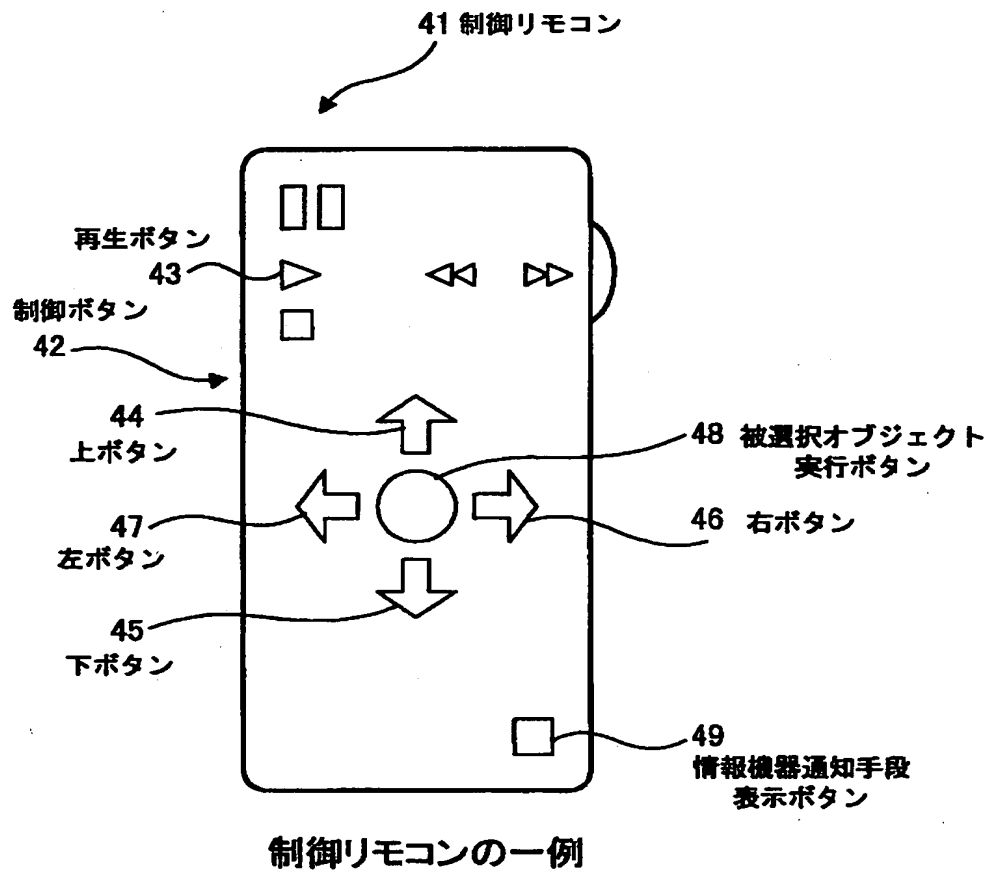 41 制御リモコン
再生ボタン
43
制御ボタン
42
44
上ボタン
48 被選択オブジェクト
実行ボタン
47
左ボタン
46 右ボタン
45
下ボタン
49
情報機器通知手段
表示ボタン
制御リモコンの一例